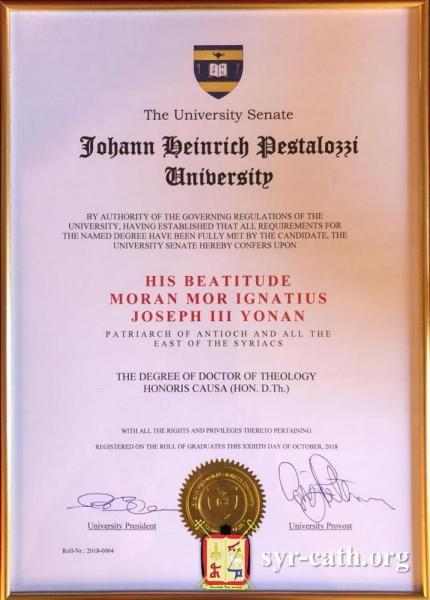 The University Senate
Johann Heinrich Pestalozzi
University
BY AUTHORITY OF THE GOVERNING REGULATIONS OF THE
UNIVERSITY, HAVING ESTABLISHED THAT ALL REQUIREMENTS FOR
THE NAMED DEGREE HAVE BEEN FULLY MET BY THE CANDIDATE, THE
UNIVERSITY SENATE HEREBY CONFERS UPON
HIS BEATITUDE
MORAN MOR IGNATIUS
JOSEPH III YONAN
PATRIARCH OF ANTIOCH AND ALL THE
EAST OF THE SYRIACS
THE DEGREE OF DOCTOR OF THEOLOGY
HONORIS CAUSA (HON. D.Th.)
WITH ALL THE RIGHTS AND PRIVILEGES THERETO PERTAINING
REGISTERED ON THE ROLL OF GRADUATES THIS XXIIITH DAY OF OCTOBER, 2018
University President
University Provost
Roll-Nr.: 2018-0004
syr-cath.org